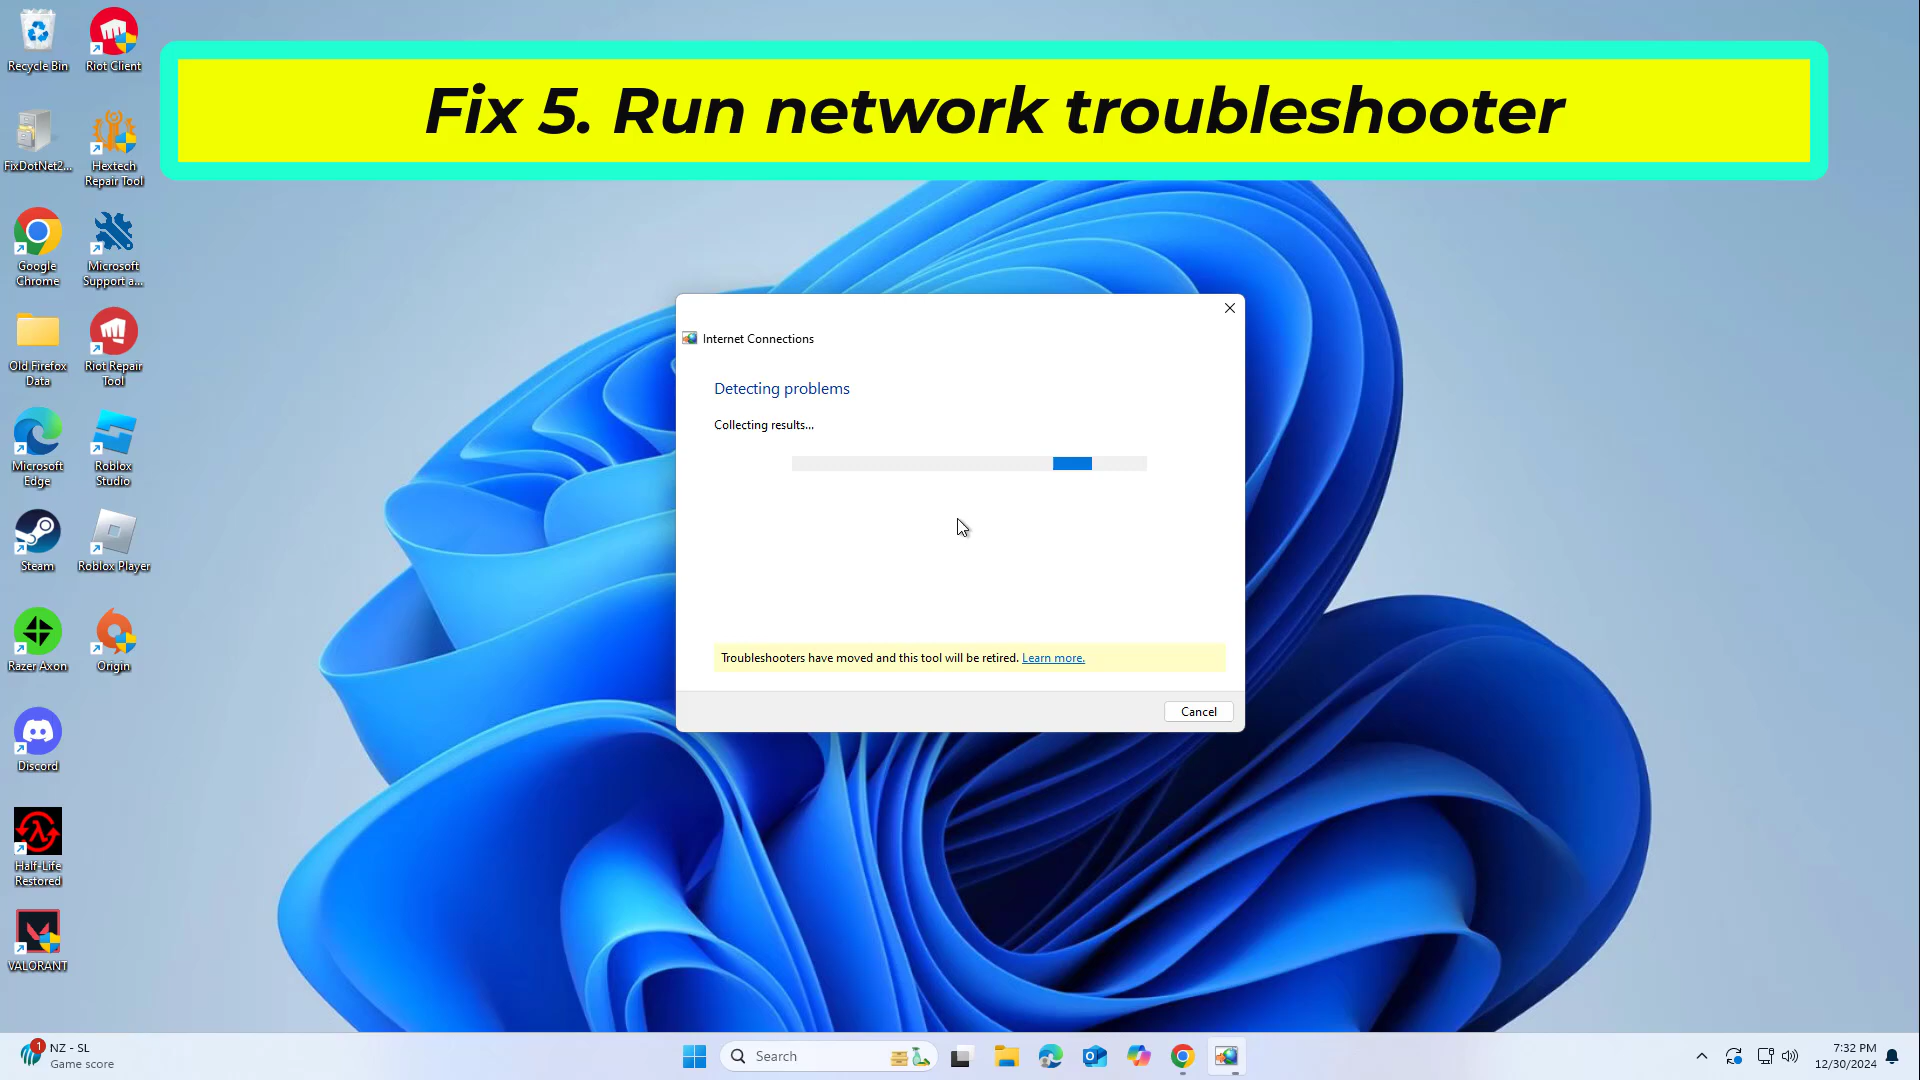 Fix 5. Run network troubleshooter
Recycle Bin
Riot Client
FixDotNet2...
Hextech
Repair Tool
Google
Chrome
Microsoft
Support a...
Old Firefox
Data
Riot Repair
Tool
Microsoft
Edge
Roblox
Studio
Steam
Roblox Player
Razer Axon
Origin
Discord
Half-Life
Restored
VALORANT
Internet Connections
Detecting problems
Collecting results...
Troubleshooters have moved and this tool will be retired. Learn more.
Cancel
1
NZ - SL
Game score
Search
7:32 PM
12/30/2024